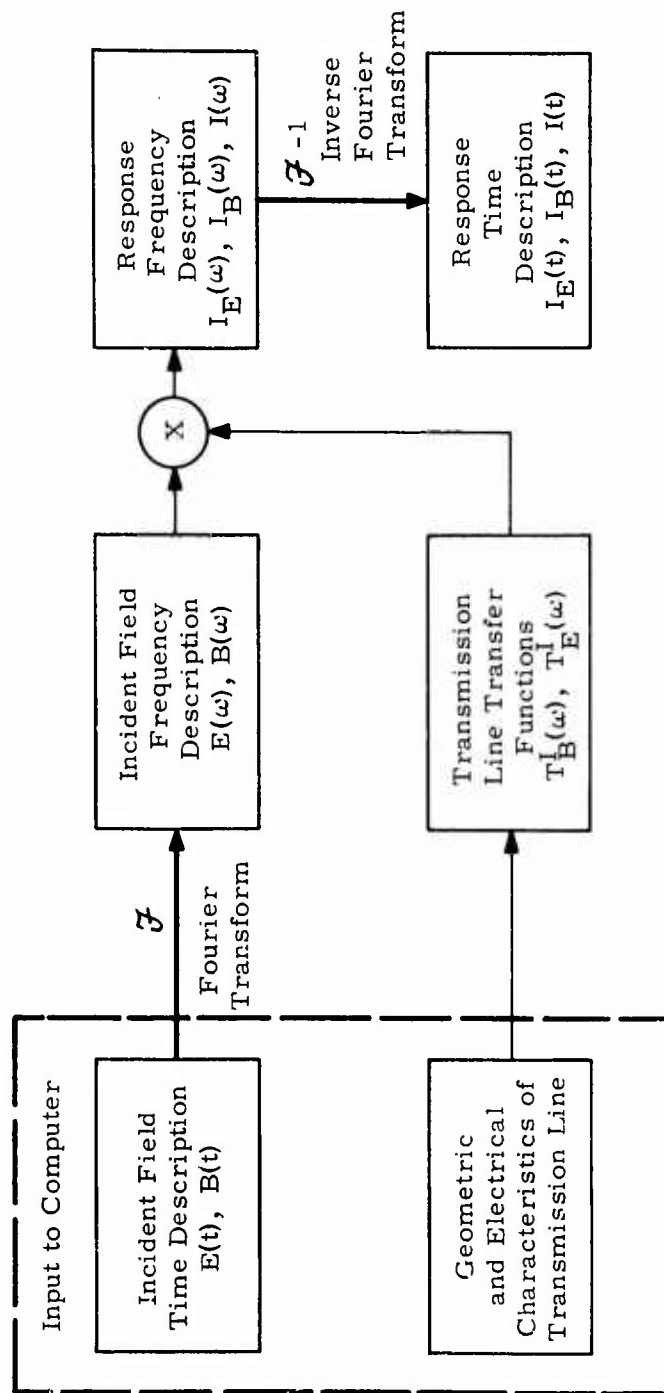 Input to Computer
Incident Field
Time Description
E(t), B(t)
ℱ
Fourier
Transform
Incident Field
Frequency
Description
E(ω), B(ω)
X
Response
Frequency
Description
I_E(ω), I_B(ω), I(ω)
ℱ -1
Inverse
Fourier
Transform
Response
Time
Description
I_E(t), I_B(t), I(t)
Geometric
and Electrical
Characteristics of
Transmission Line
Transmission
Line Transfer
Functions
T^I_B(ω), T^I_E(ω)